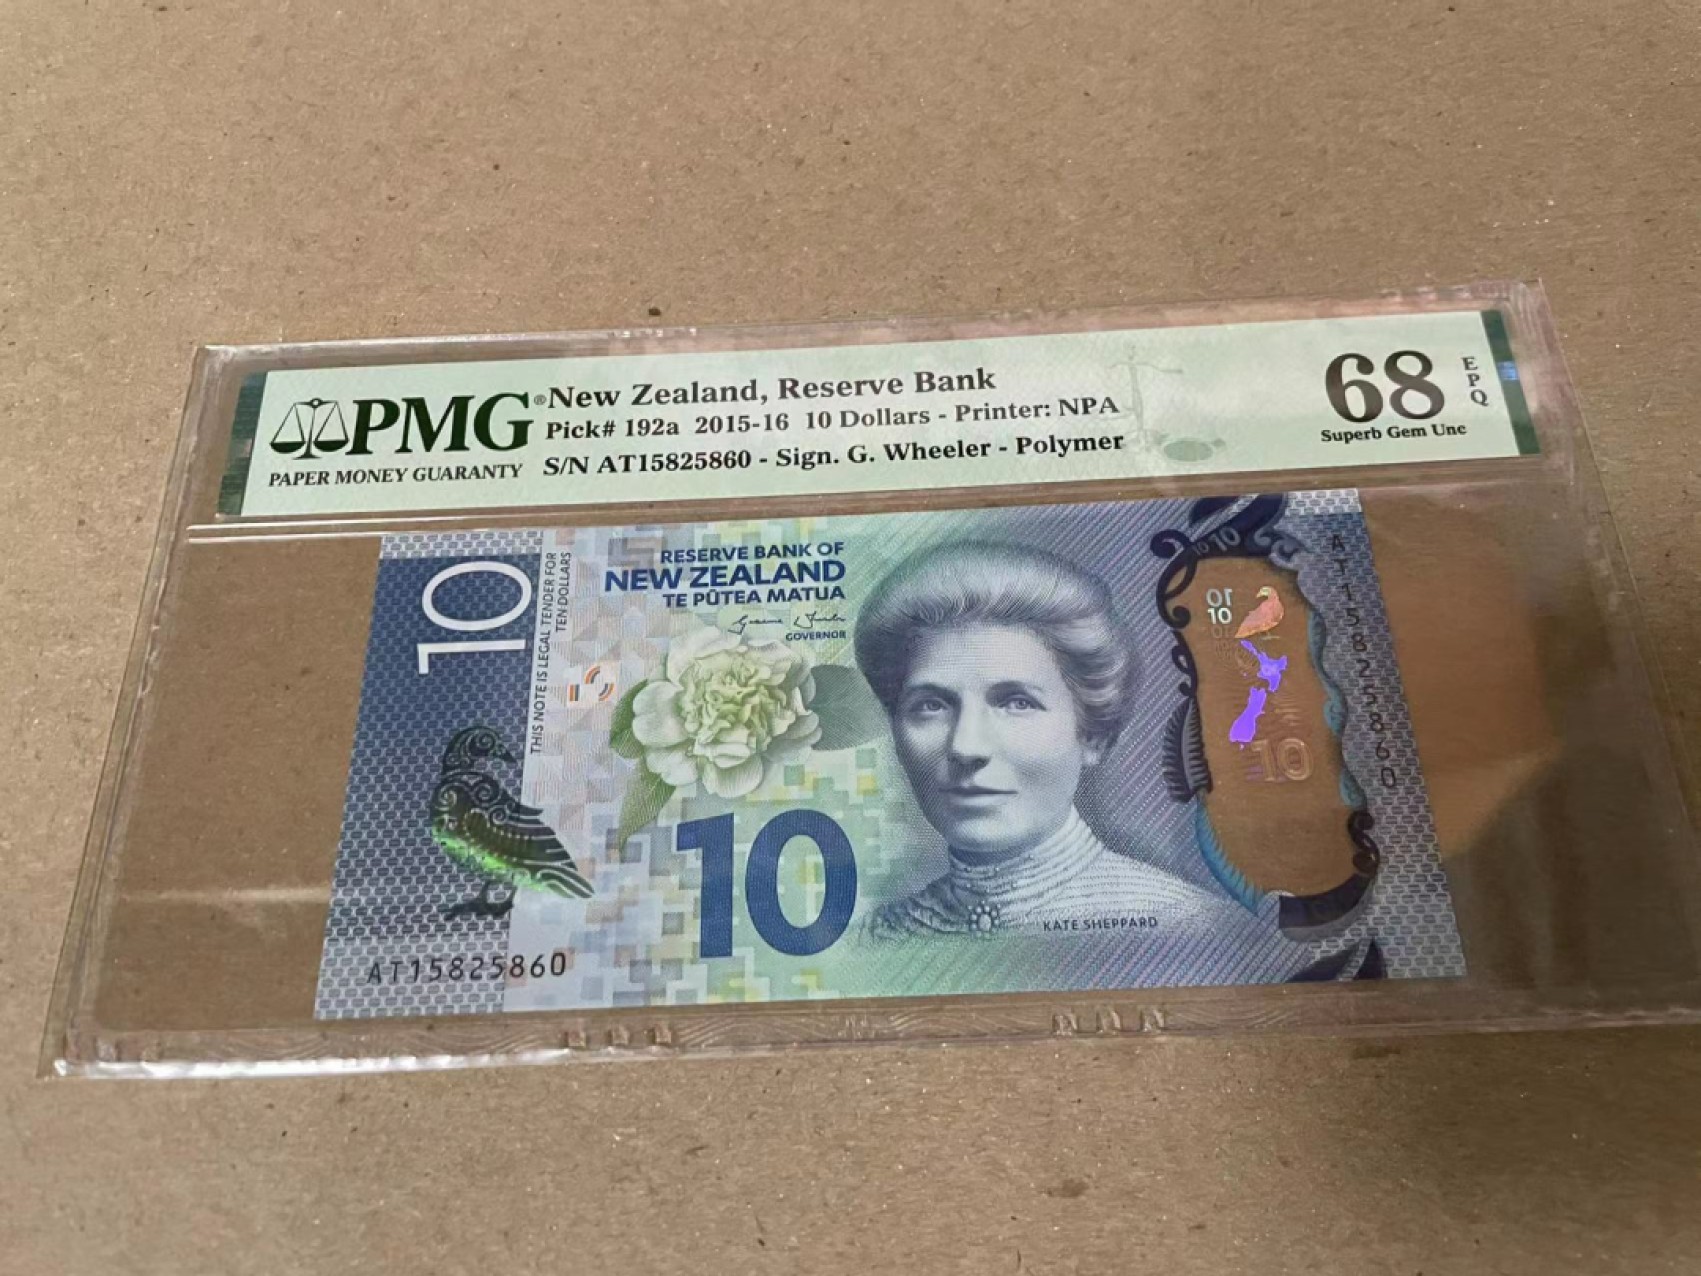 PMG®
PAPER MONEY GUARANTY
New Zealand, Reserve Bank
Pick# 192a 2015-16 10 Dollars - Printer: NPA
S/N AT15825860 - Sign. G. Wheeler - Polymer
68
EPQ
Superb Gem Unc
10
THIS NOTE IS LEGAL TENDER FOR
TEN DOLLARS
RESERVE BANK OF
NEW ZEALAND
TE PŪTEA MATUA
GOVERNOR
10
KATE SHEPPARD
AT15825860
10
10
10
10
AT15825860